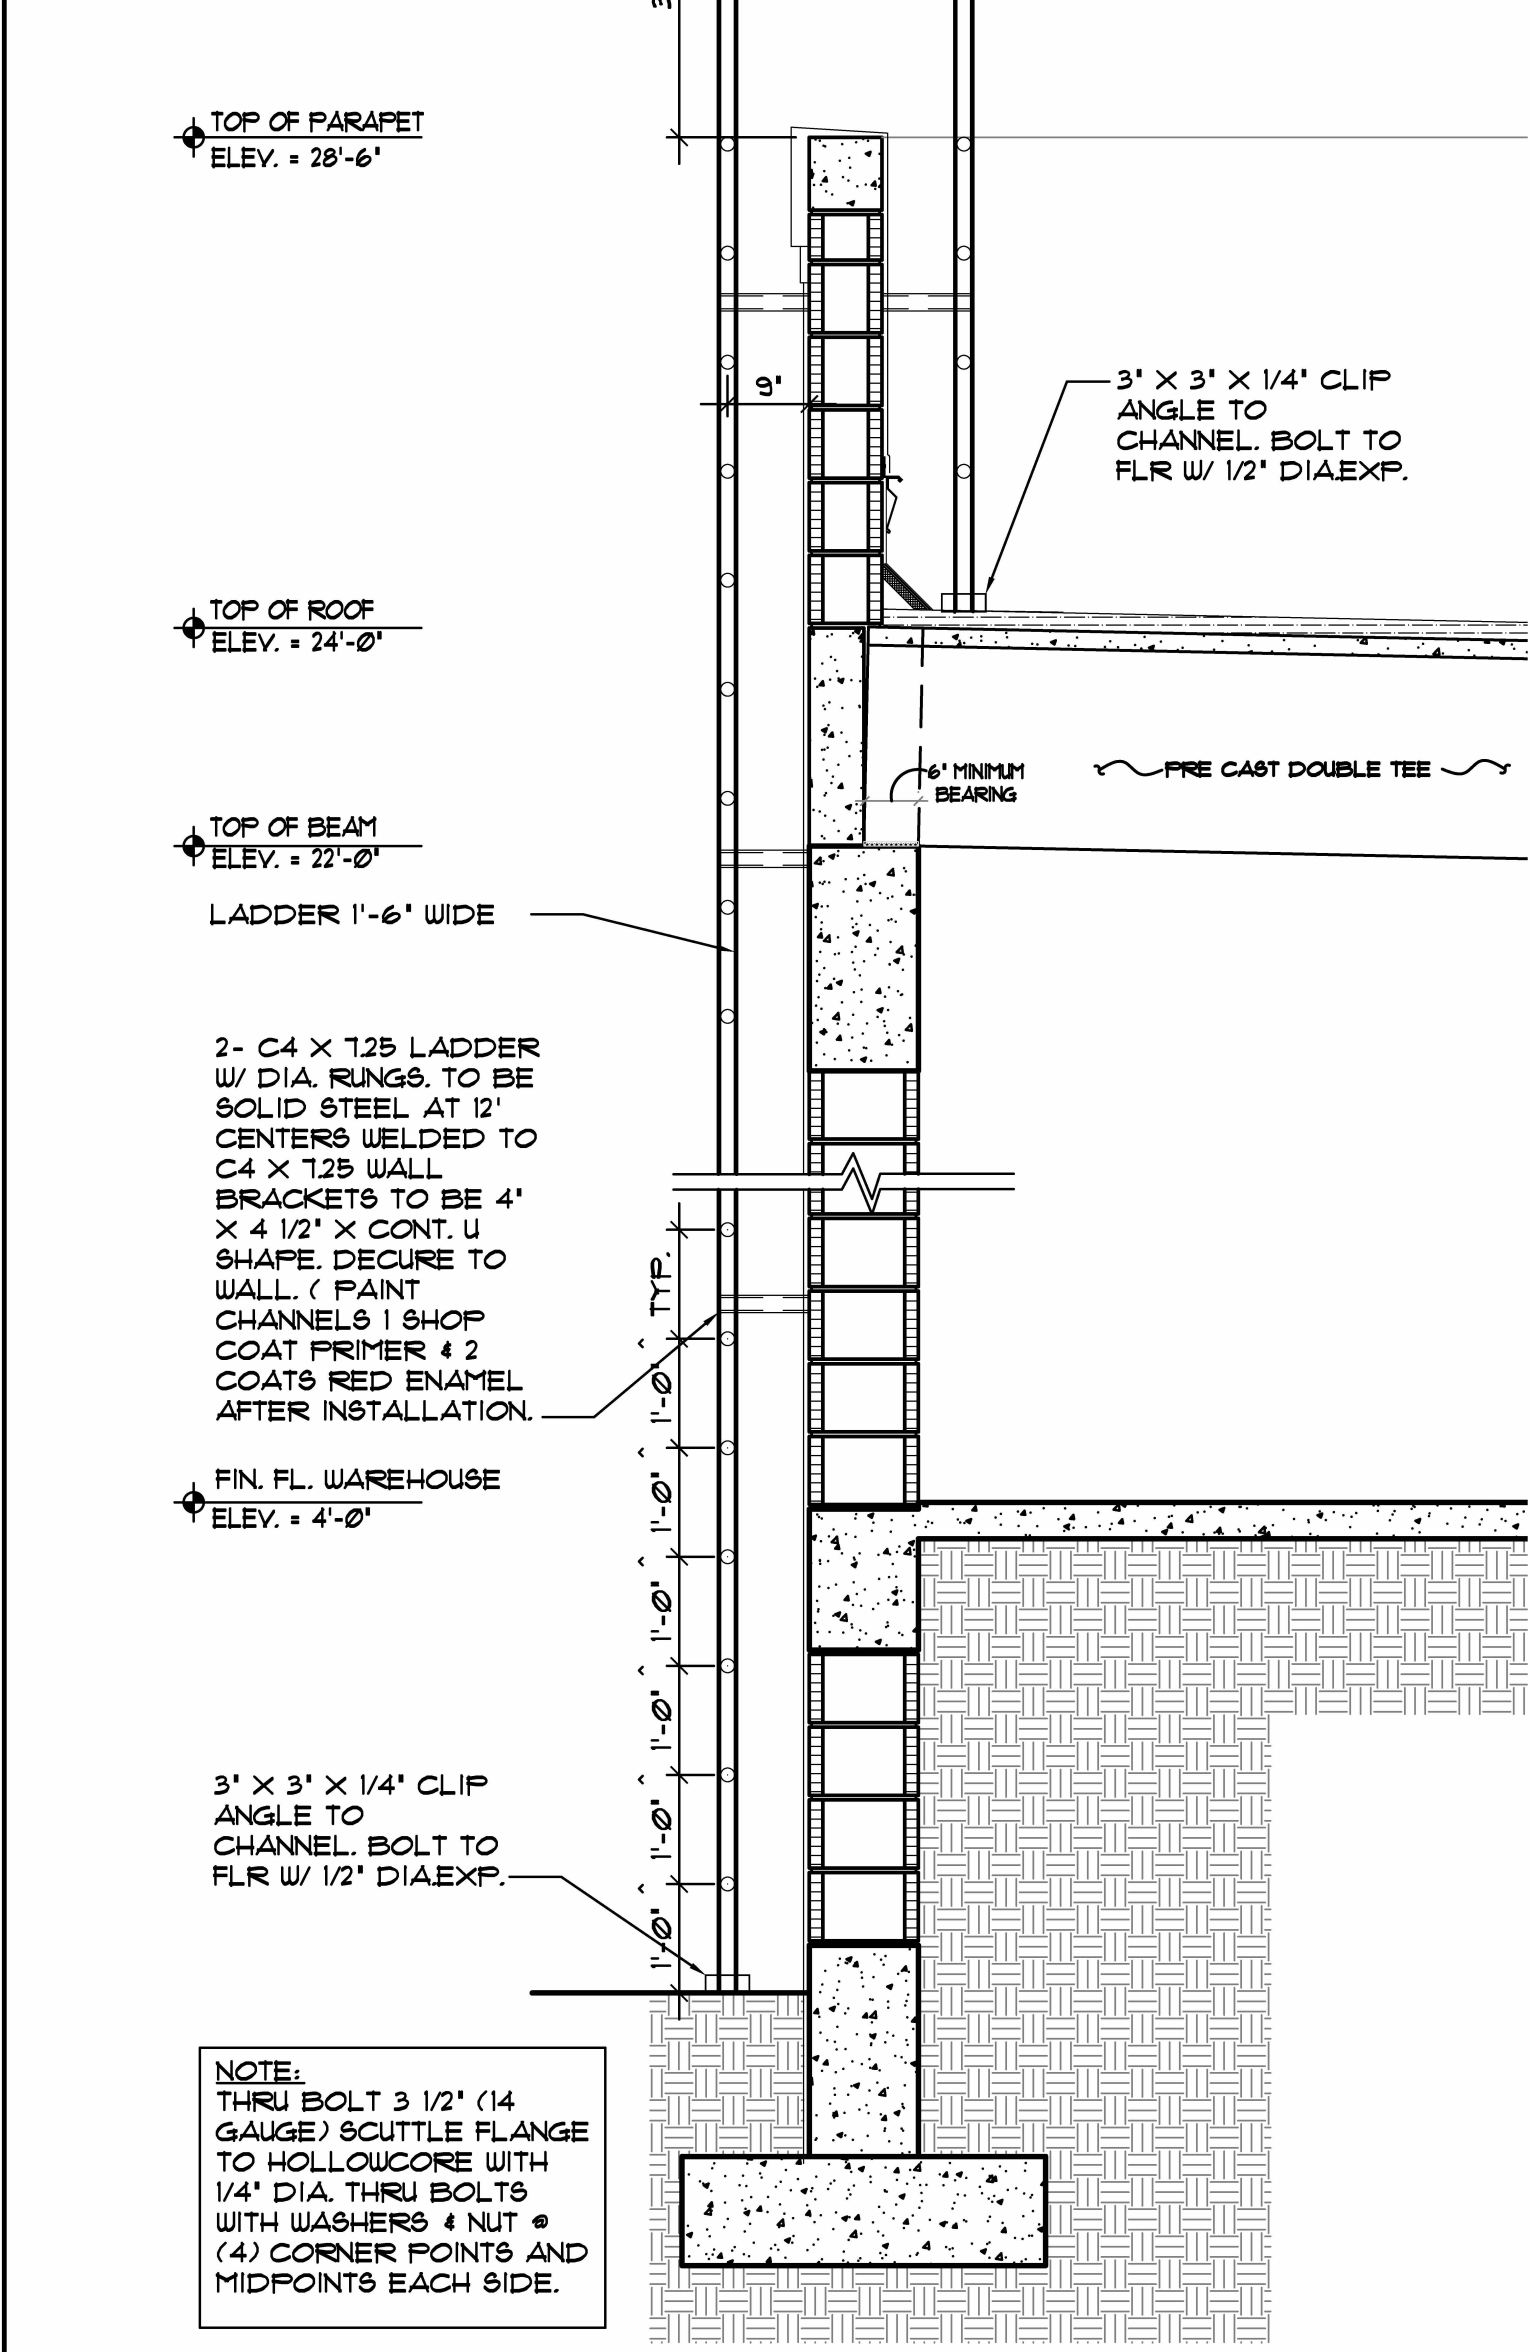 TOP OF PARAPET
ELEV. = 28'-6"
9"
3" X 3" X 1/4" CLIP
ANGLE TO
CHANNEL. BOLT TO
FLR W/ 1/2" DIA.EXP.
TOP OF ROOF
ELEV. = 24'-0"
6" MINIMUM
BEARING
PRE CAST DOUBLE TEE
TOP OF BEAM
ELEV. = 22'-0"
LADDER 1'-6" WIDE
2- C4 X 7.25 LADDER
W/ DIA. RUNGS. TO BE
SOLID STEEL AT 12'
CENTERS WELDED TO
C4 X 7.25 WALL
BRACKETS TO BE 4"
X 4 1/2" X CONT. U
SHAPE. DECURE TO
WALL. ( PAINT
CHANNELS 1 SHOP
COAT PRIMER & 2
COATS RED ENAMEL
AFTER INSTALLATION.
TYP.
1'-0"
1'-0"
1'-0"
1'-0"
1'-0"
1'-0"
FIN. FL. WAREHOUSE
ELEV. = 4'-0"
3" X 3" X 1/4" CLIP
ANGLE TO
CHANNEL. BOLT TO
FLR W/ 1/2" DIA.EXP.
NOTE:
THRU BOLT 3 1/2" (14
GAUGE) SCUTTLE FLANGE
TO HOLLOWCORE WITH
1/4" DIA. THRU BOLTS
WITH WASHERS & NUT @
(4) CORNER POINTS AND
MIDPOINTS EACH SIDE.